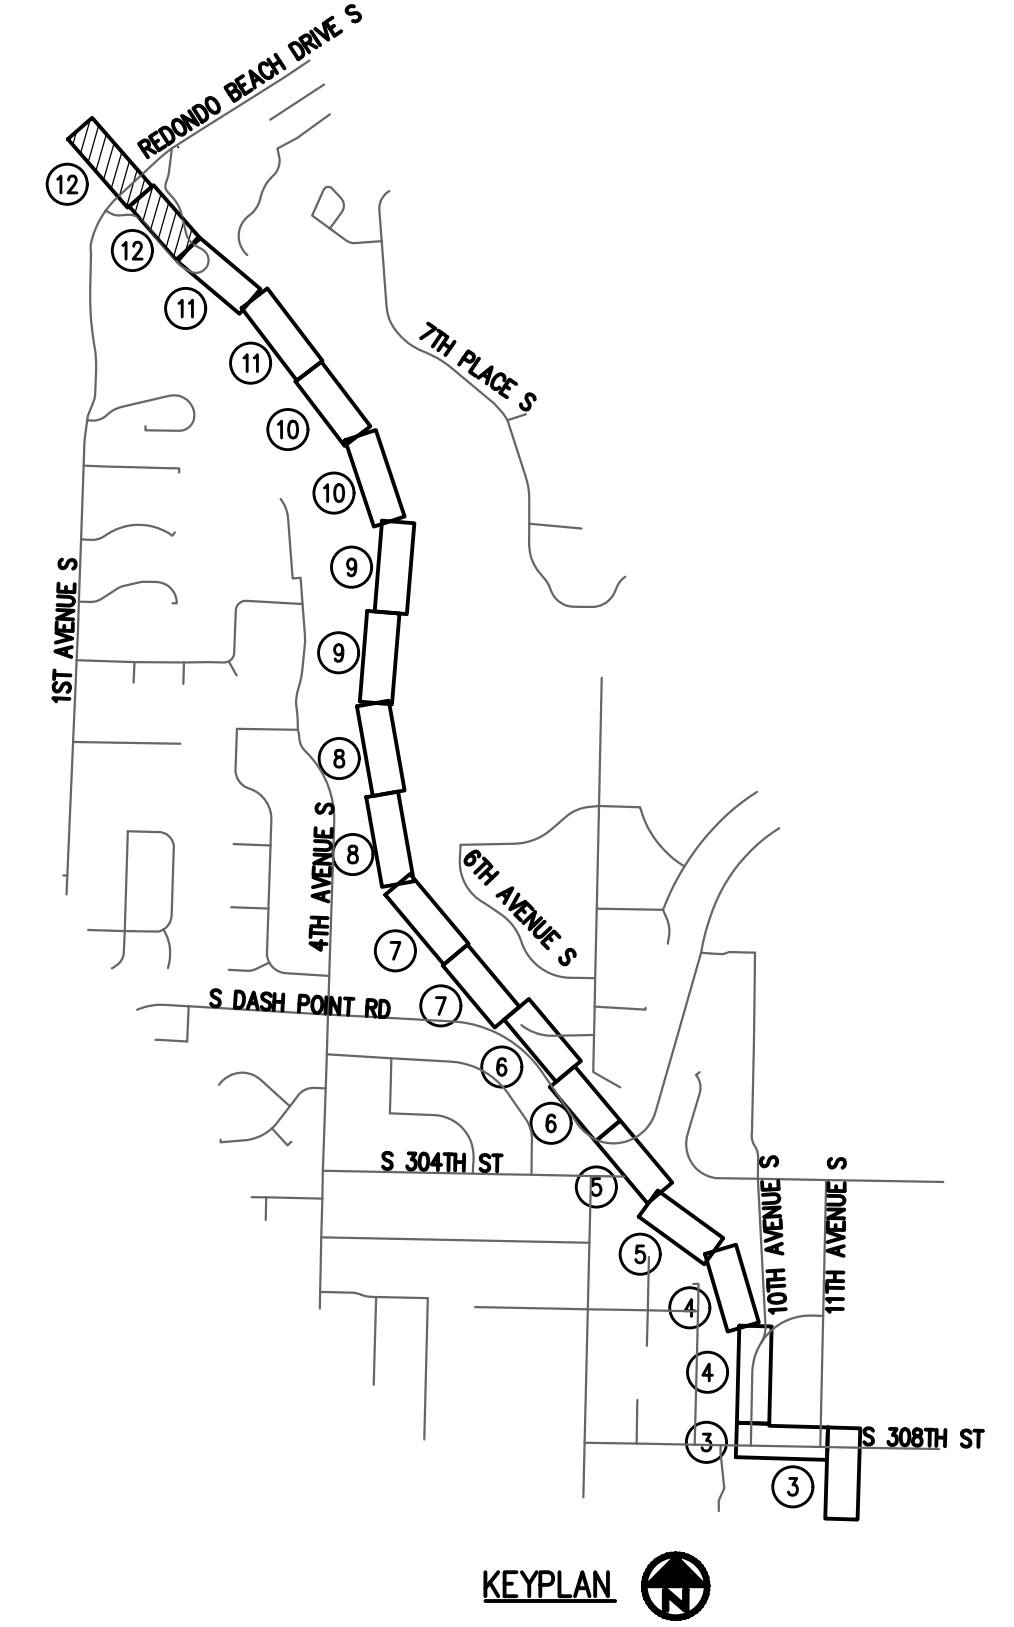 REDONDO BEACH DRIVE S
12
12
11
7TH PLACE S
11
10
10
9
1ST AVENUE S
9
8
4TH AVENUE S
8
6TH AVENUE S
7
S DASH POINT RD
7
6
6
S 304TH ST
5
10TH AVENUE S
11TH AVENUE S
5
4
4
3
S 308TH ST
3
KEYPLAN
N